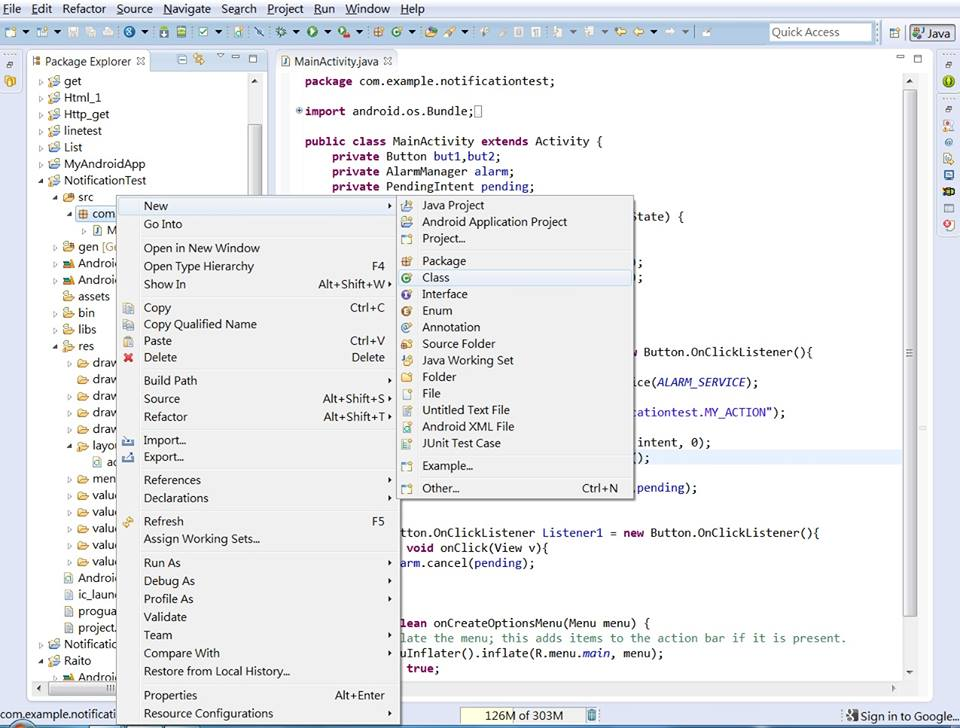 File Edit Refactor Source Navigate Search Project Run Window Help
Quick Access
Java
Package Explorer
get
Html_1
Http_get
linetest
List
MyAndroidApp
NotificationTest
src
com
M
gen [Ge
Androi
Androi
assets
bin
libs
res
draw
draw
draw
draw
draw
layou
ac
men
value
value
value
value
value
Androi
ic_laun
progua
project.
Notificatio
Raito
Androi
New
Go Into
Open in New Window
Open Type Hierarchy F4
Show In Alt+Shift+W
Copy Ctrl+C
Copy Qualified Name
Paste Ctrl+V
Delete Delete
Build Path
Source Alt+Shift+S
Refactor Alt+Shift+T
Import...
Export...
References
Declarations
Refresh F5
Assign Working Sets...
Run As
Debug As
Profile As
Validate
Team
Compare With
Restore from Local History...
Properties Alt+Enter
Resource Configurations
Java Project
Android Application Project
Project...
Package
Class
Interface
Enum
Annotation
Source Folder
Java Working Set
Folder
File
Untitled Text File
Android XML File
JUnit Test Case
Example...
Other... Ctrl+N
MainActivity.java
package com.example.notificationtest;
import android.os.Bundle;
public class MainActivity extends Activity {
private Button but1,but2;
private AlarmManager alarm;
private PendingIntent pending;
State) {
;
;
w Button.OnClickListener(){
ice(ALARM_SERVICE);
cationtest.MY_ACTION");
intent, 0);
();
pending);
tton.OnClickListener Listener1 = new Button.OnClickListener(){
void onClick(View v){
arm.cancel(pending);
lean onCreateOptionsMenu(Menu menu) {
late the menu; this adds items to the action bar if it is present.
uInflater().inflate(R.menu.main, menu);
true;
com.example.notificati
126M of 303M
Sign in to Google...